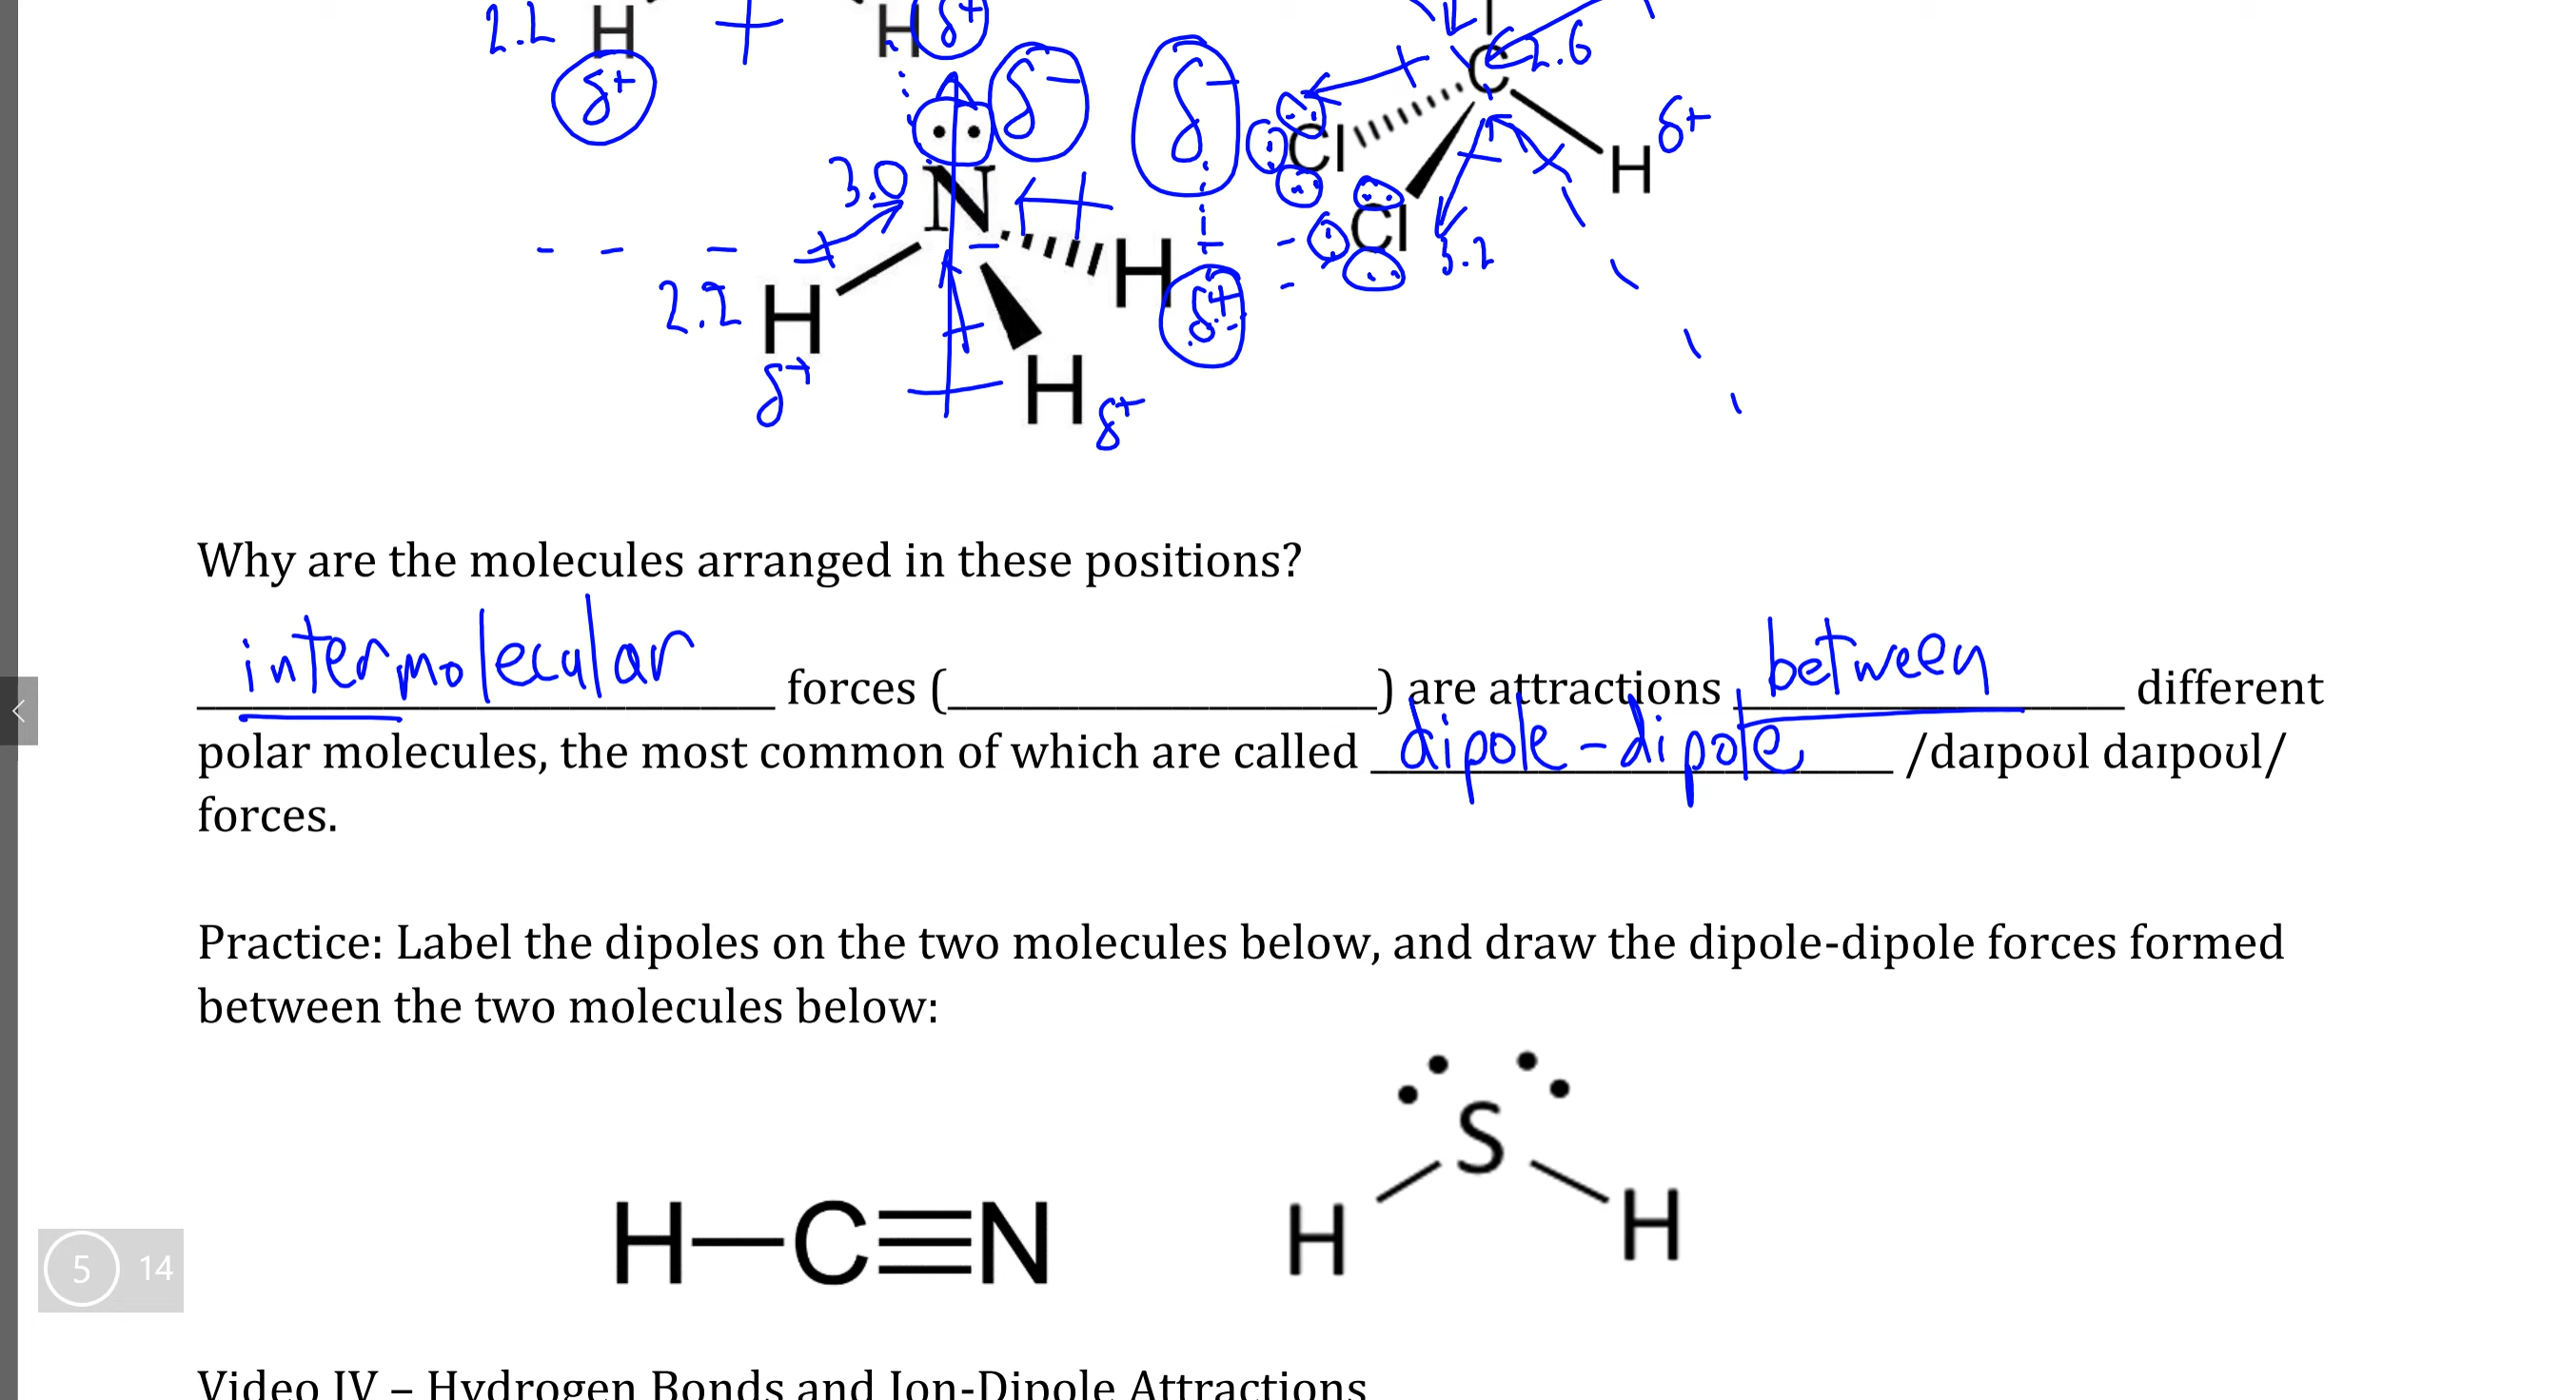 2.2 H H δ+
δ+
δ- δ- C 2.6
Cl H δ+
3.0 N Cl 3.2
2.2 H H δ+
δ+ H δ+
Why are the molecules arranged in these positions?
intermolecular forces (____________________) are attractions between different
polar molecules, the most common of which are called dipole-dipole /daɪpoʊl daɪpoʊl/
forces.
Practice: Label the dipoles on the two molecules below, and draw the dipole-dipole forces formed
between the two molecules below:
S
H—C≡N H H
5 14
Video IV – Hydrogen Bonds and Ion-Dipole Attractions